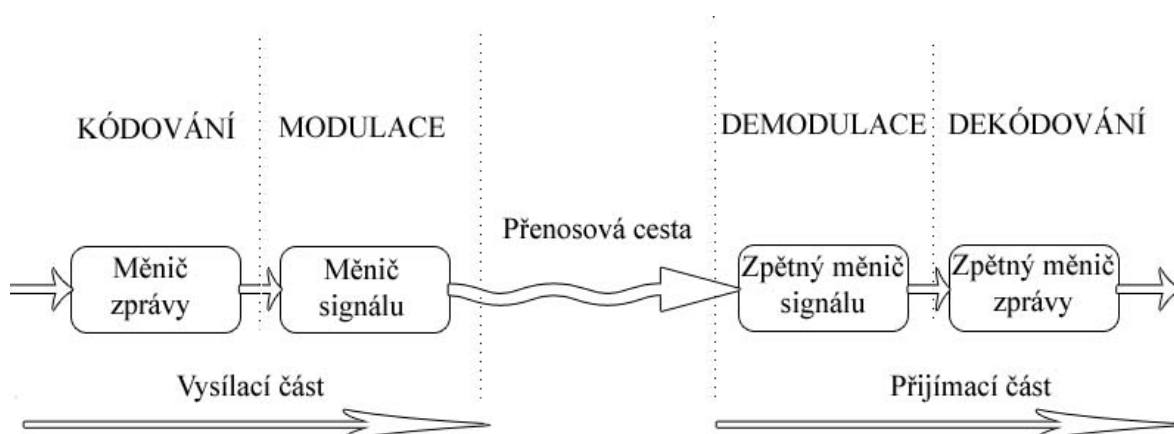 KÓDOVÁNÍ
MODULACE
DEMODULACE
DEKÓDOVÁNÍ
Přenosová cesta
Měnič
zprávy
Měnič
signálu
Zpětný měnič
signálu
Zpětný měnič
zprávy
Vysílací část
Přijímací část